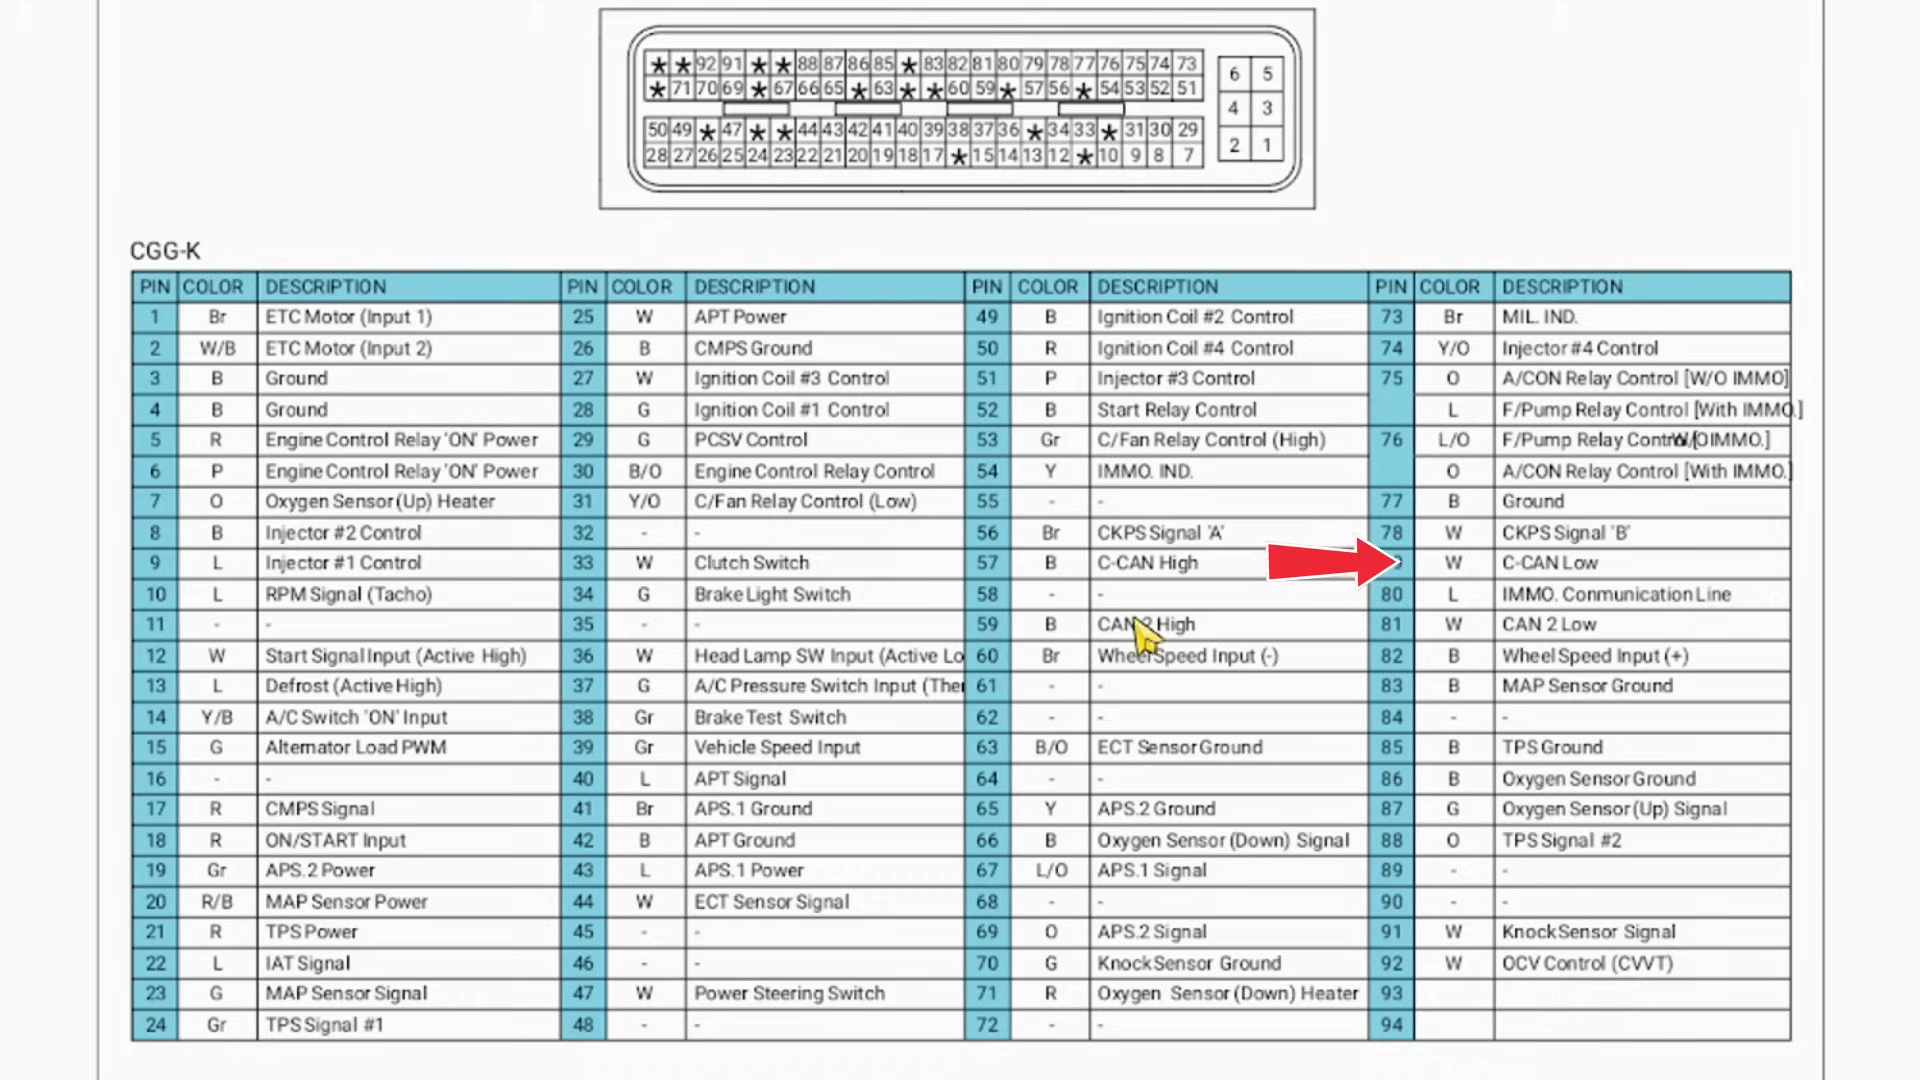 ★ ★ 92 91 ★ ★ 88 87 86 85 ★ 83 82 81 80 79 78 77 76 75 74 73
★ 71 70 69 ★ 67 66 65 ★ 63 ★ ★ 60 59 ★ 57 56 ★ 54 53 52 51
50 49 ★ 47 ★ ★ 44 43 42 41 40 39 38 37 36 ★ 34 33 ★ 31 30 29
28 27 26 25 24 23 22 21 20 19 18 17 ★ 15 14 13 12 ★ 10 9 8 7
6 5
4 3
2 1
CGG-K
PIN COLOR DESCRIPTION PIN COLOR DESCRIPTION PIN COLOR DESCRIPTION PIN COLOR DESCRIPTION
1 Br ETC Motor (Input 1) 25 W APT Power 49 B Ignition Coil #2 Control 73 Br MIL. IND.
2 W/B ETC Motor (Input 2) 26 B CMPS Ground 50 R Ignition Coil #4 Control 74 Y/O Injector #4 Control
3 B Ground 27 W Ignition Coil #3 Control 51 P Injector #3 Control 75 O A/CON Relay Control [W/O IMMO]
4 B Ground 28 G Ignition Coil #1 Control 52 B Start Relay Control L F/Pump Relay Control [With IMMO.]
5 R Engine Control Relay 'ON' Power 29 G PCSV Control 53 Gr C/Fan Relay Control (High) 76 L/O F/Pump Relay Control [W/O IMMO.]
6 P Engine Control Relay 'ON' Power 30 B/O Engine Control Relay Control 54 Y IMMO. IND. O A/CON Relay Control [With IMMO.]
7 O Oxygen Sensor (Up) Heater 31 Y/O C/Fan Relay Control (Low) 55 - - 77 B Ground
8 B Injector #2 Control 32 - - 56 Br CKPS Signal 'A' 78 W CKPS Signal 'B'
9 L Injector #1 Control 33 W Clutch Switch 57 B C-CAN High W C-CAN Low
10 L RPM Signal (Tacho) 34 G Brake Light Switch 58 - - 80 L IMMO. Conmunication Line
11 - - 35 - - 59 B CAN 2 High 81 W CAN 2 Low
12 W Start Signal Input (Active High) 36 W Head Lamp SW Input (Active Lo 60 Br Wheel Speed Input (-) 82 B Wheel Speed Input (+)
13 L Defrost (Active High) 37 G A/C Pressure Switch Input (Ther 61 - - 83 B MAP Sensor Ground
14 Y/B A/C Switch 'ON' Input 38 Gr Brake Test Switch 62 - - 84 - -
15 G Alternator Load PWM 39 Gr Vehicle Speed Input 63 B/O ECT Sensor Ground 85 B TPS Ground
16 - - 40 L APT Signal 64 - - 86 B Oxygen Sensor Ground
17 R CMPS Signal 41 Br APS.1 Ground 65 Y APS.2 Ground 87 G Oxygen Sensor (Up) Signal
18 R ON/START Input 42 B APT Ground 66 B Oxygen Sensor (Down) Signal 88 O TPS Signal #2
19 Gr APS.2 Power 43 L APS.1 Power 67 L/O APS.1 Signal 89 - -
20 R/B MAP Sensor Power 44 W ECT Sensor Signal 68 - - 90 - -
21 R TPS Power 45 - - 69 O APS.2 Signal 91 W Knock Sensor Signal
22 L IAT Signal 46 - - 70 G Knock Sensor Ground 92 W OCV Control (CVVT)
23 G MAP Sensor Signal 47 W Power Steering Switch 71 R Oxygen Sensor (Down) Heater 93
24 Gr TPS Signal #1 48 - - 72 - - 94